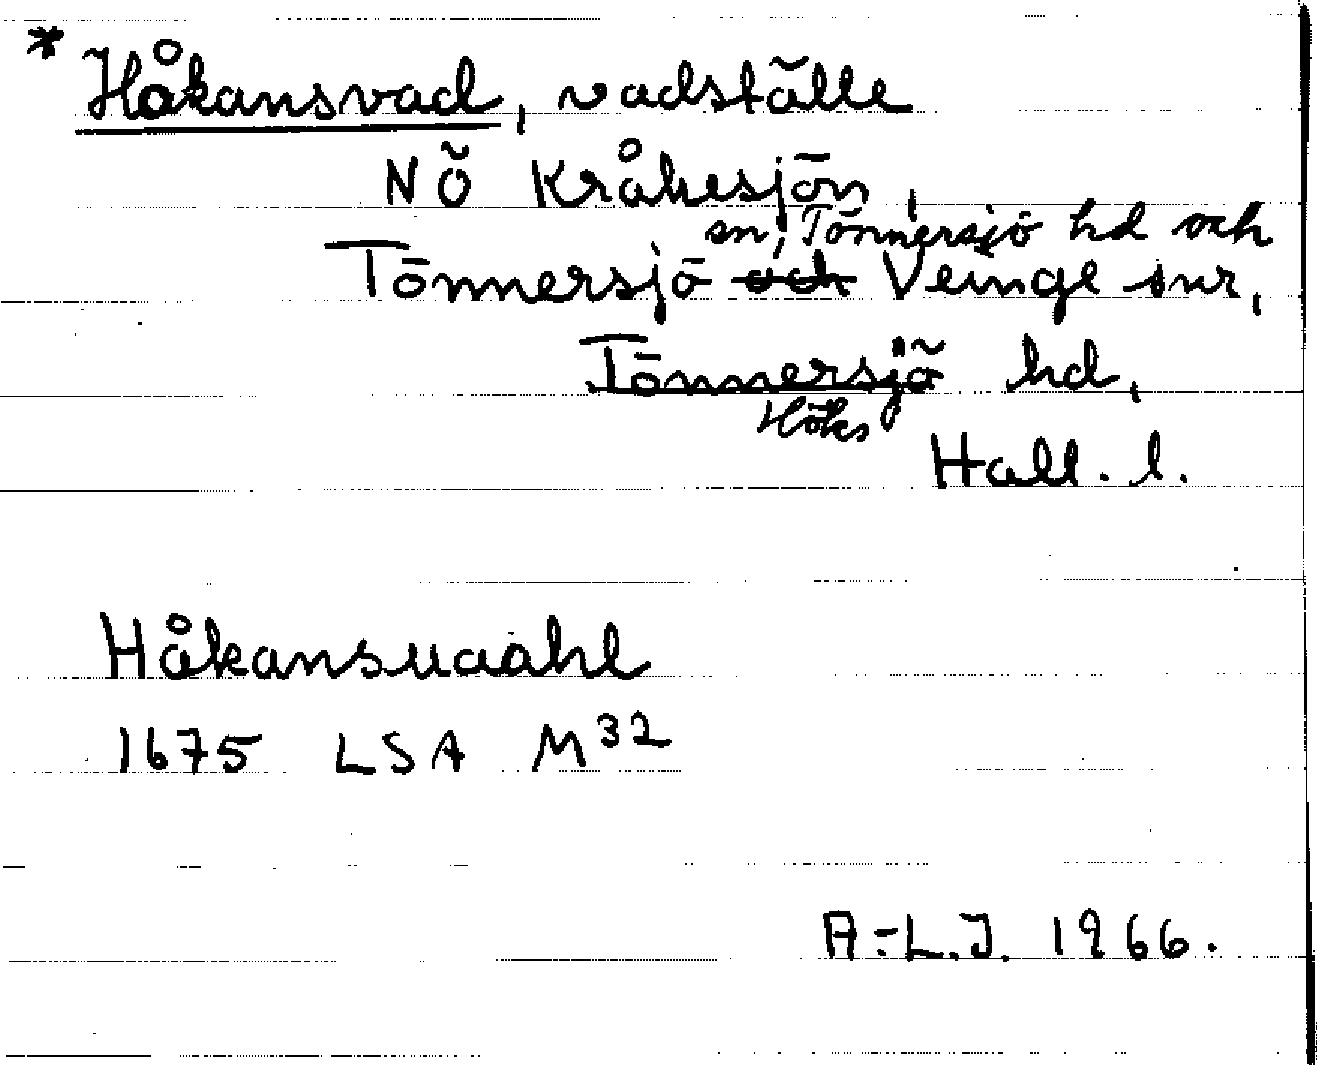 * Håkansvad, vadställe
NÖ Kråkesjön,
sn, Tönnersjö hd och
Tönnersjö och Veinge snr,
Tönnersjö hd,
Höks
Hall. l.
Håkansuaahl
1675 LSA M³²
A.-L.J. 1966.